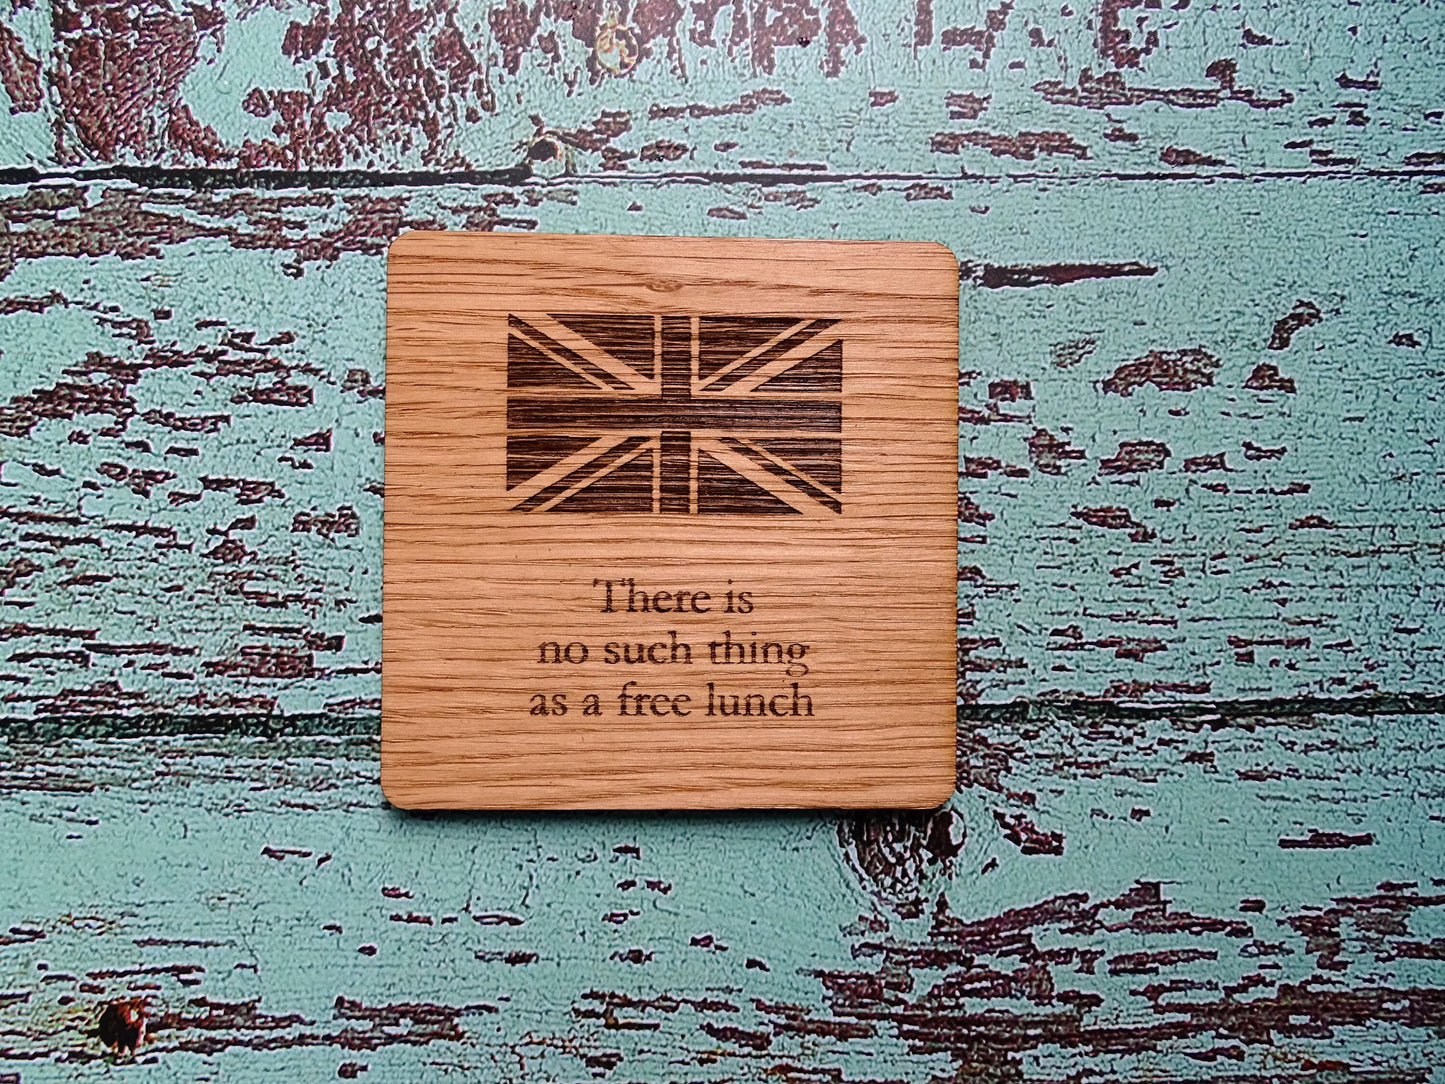 There is
no such thing
as a free lunch